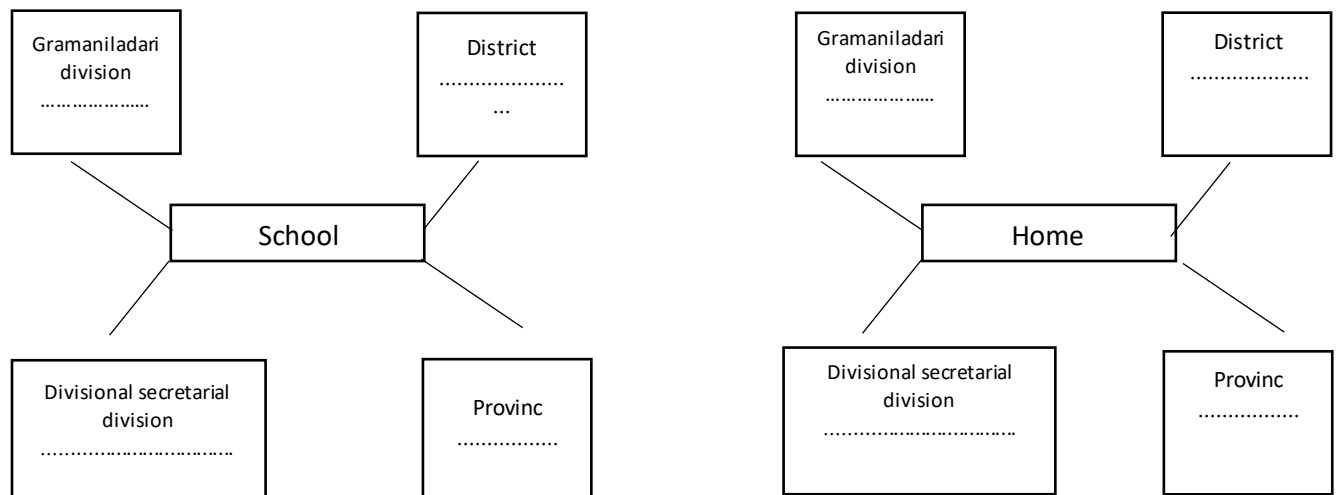 Gramaniladari
division
.....................
District
.....................
...
School
Divisional secretarial
division
....................................
Provinc
.................
Gramaniladari
division
.....................
District
....................
Home
Divisional secretarial
division
....................................
Provinc
.................